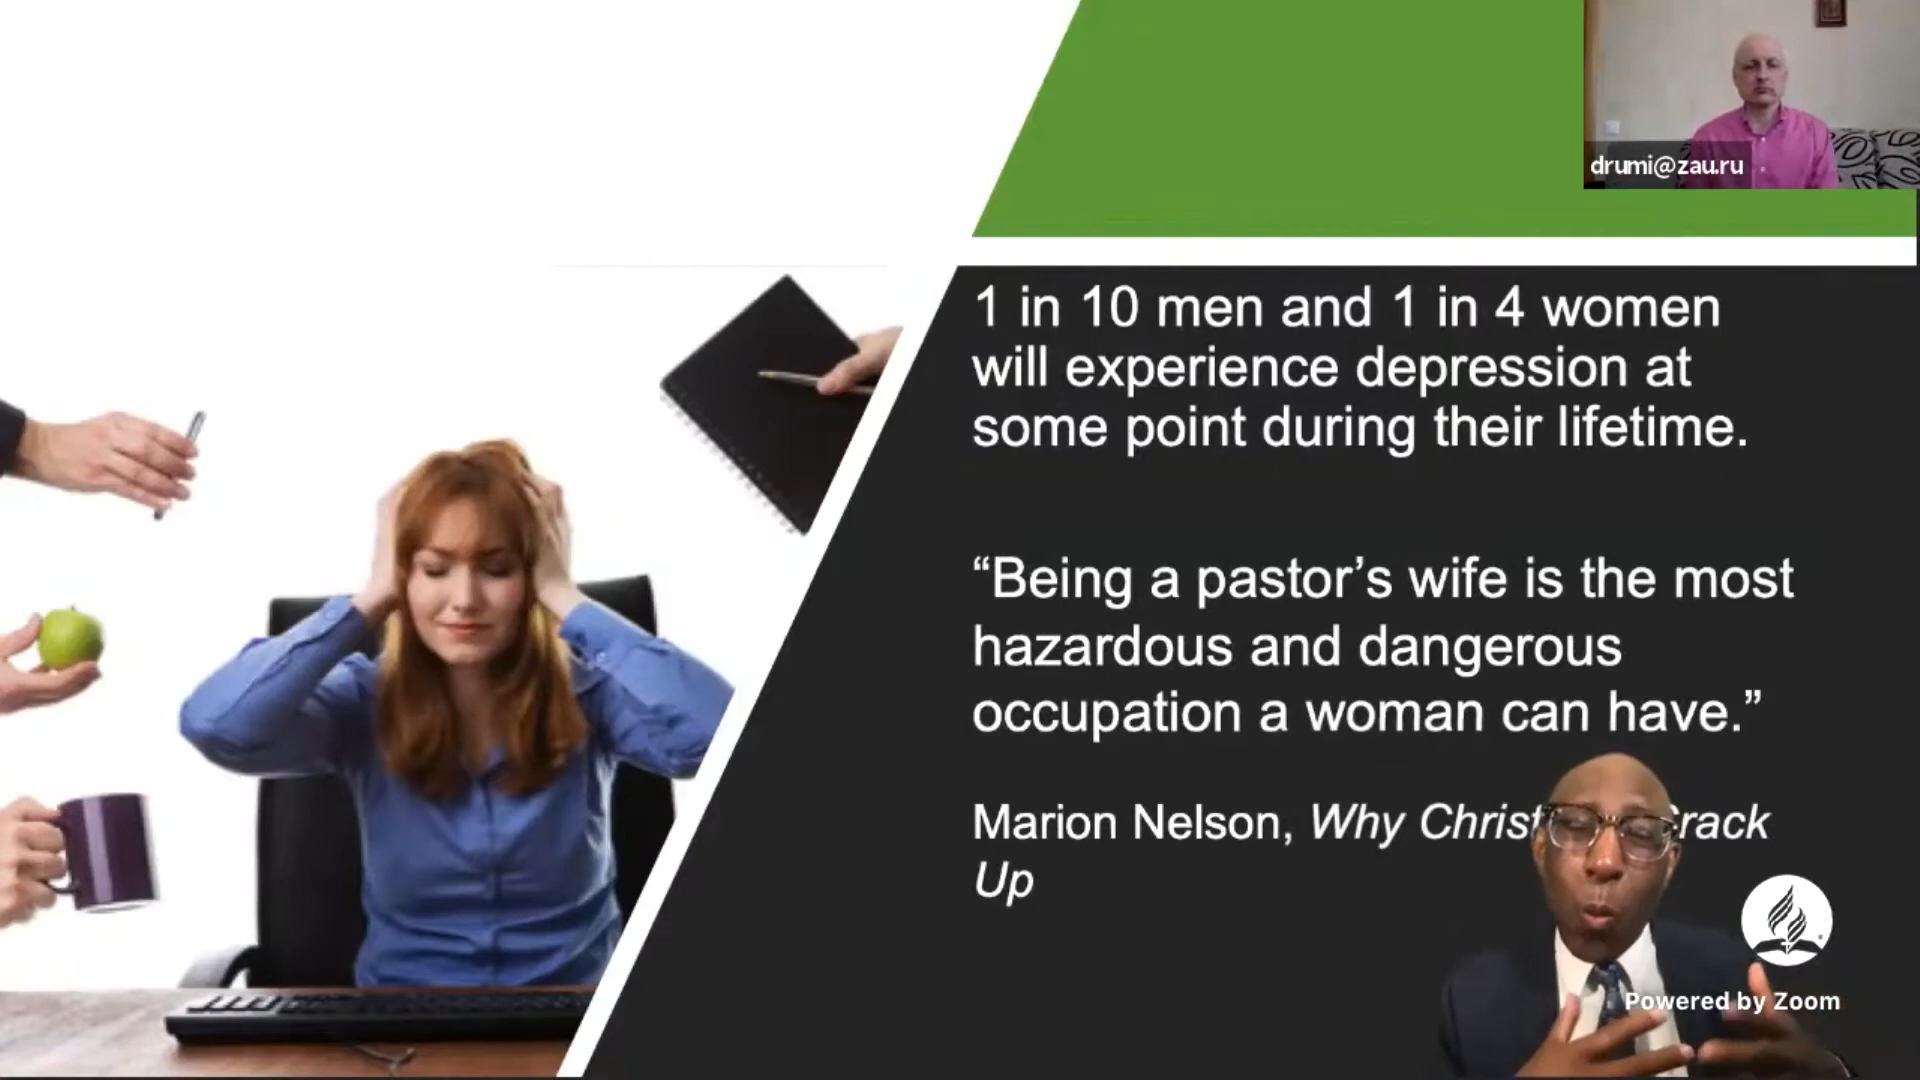 drumi@zau.ru
1 in 10 men and 1 in 4 women
will experience depression at
some point during their lifetime.
“Being a pastor’s wife is the most
hazardous and dangerous
occupation a woman can have.”
Marion Nelson, Why
Up
Powered by Zoom